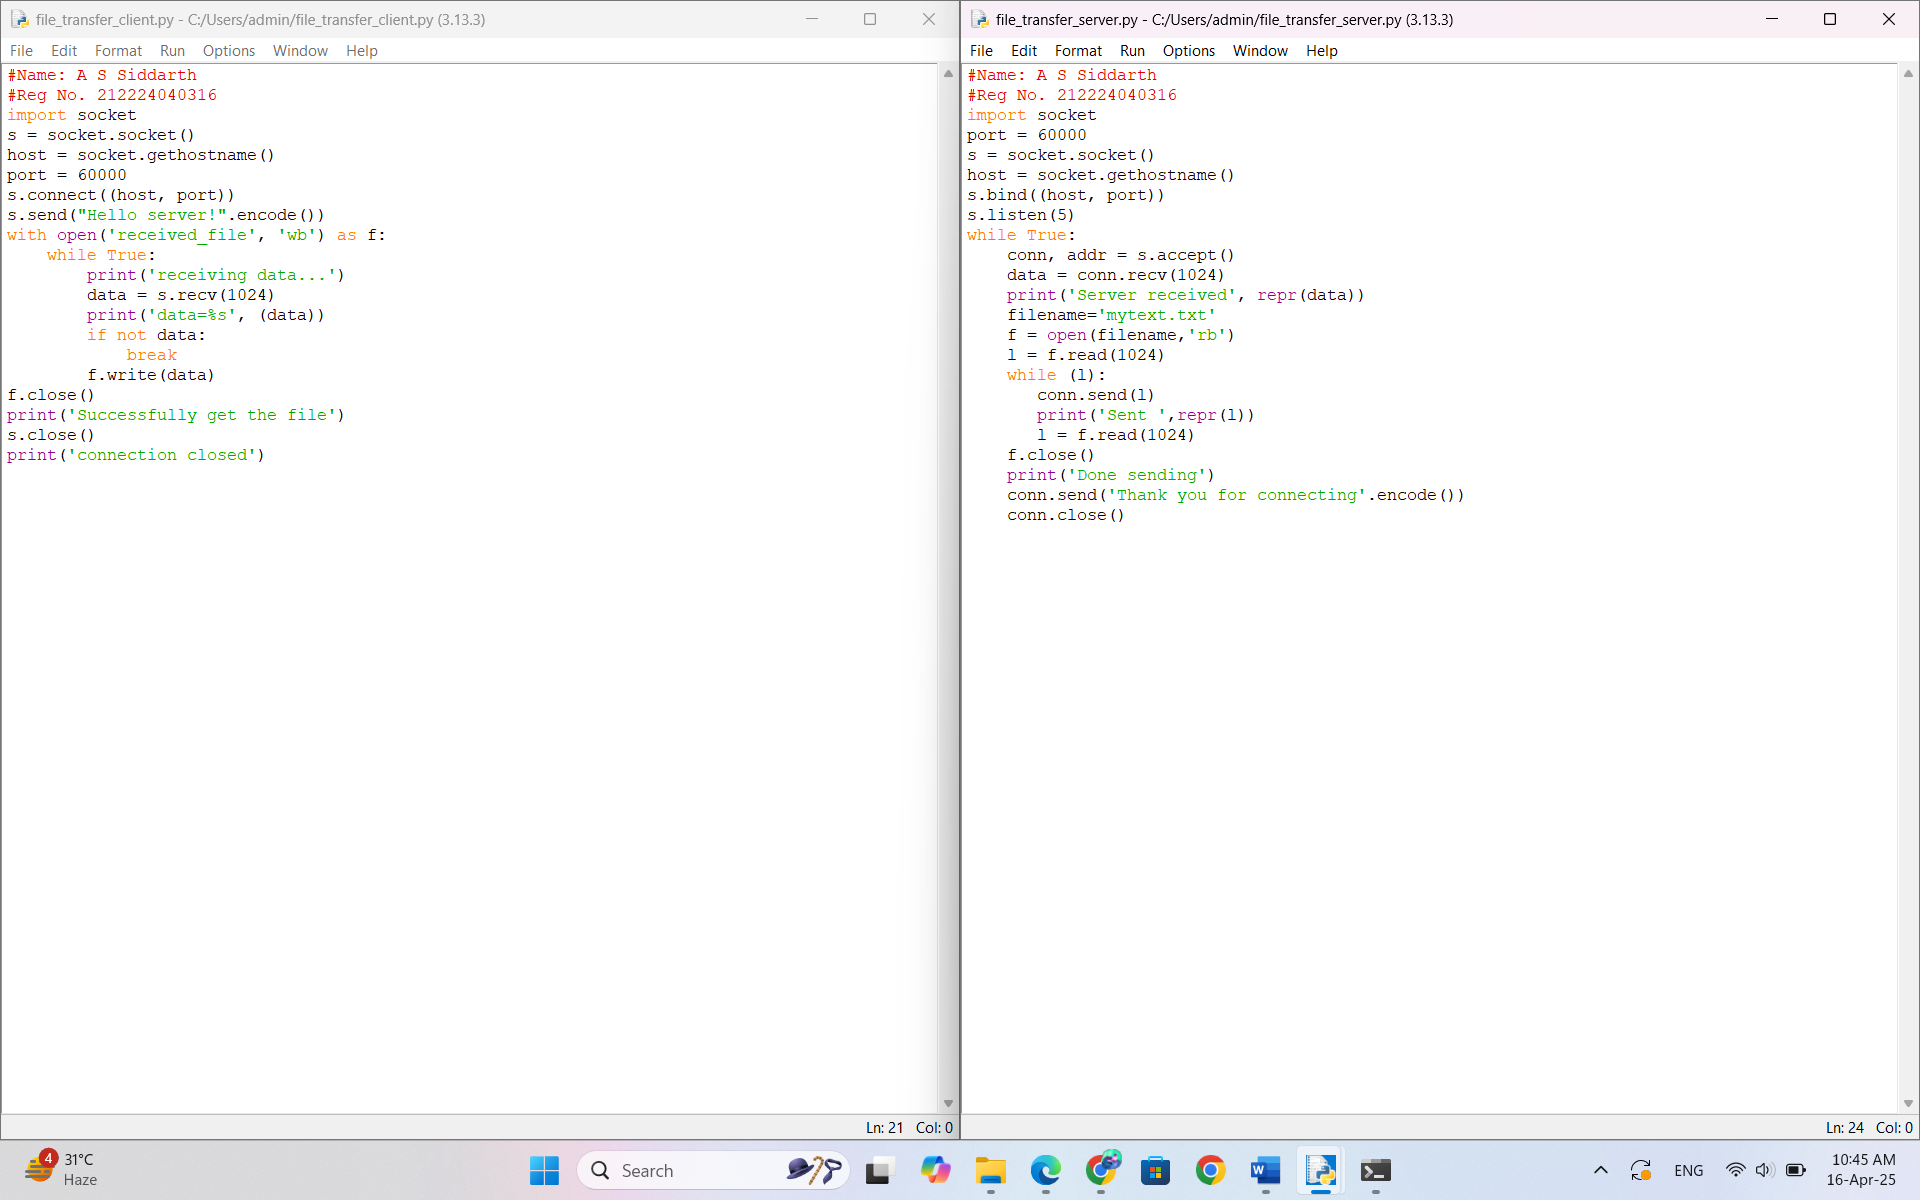 file_transfer_client.py - C:/Users/admin/file_transfer_client.py (3.13.3)
File Edit Format Run Options Window Help
#Name: A S Siddarth
#Reg No. 212224040316
import socket
s = socket.socket()
host = socket.gethostname()
port = 60000
s.connect((host, port))
s.send("Hello server!".encode())
with open('received_file', 'wb') as f:
    while True:
        print('receiving data...')
        data = s.recv(1024)
        print('data=%s', (data))
        if not data:
            break
        f.write(data)
f.close()
print('Successfully get the file')
s.close()
print('connection closed')
Ln: 21 Col: 0
file_transfer_server.py - C:/Users/admin/file_transfer_server.py (3.13.3)
File Edit Format Run Options Window Help
#Name: A S Siddarth
#Reg No. 212224040316
import socket
port = 60000
s = socket.socket()
host = socket.gethostname()
s.bind((host, port))
s.listen(5)
while True:
    conn, addr = s.accept()
    data = conn.recv(1024)
    print('Server received', repr(data))
    filename='mytext.txt'
    f = open(filename,'rb')
    l = f.read(1024)
    while (l):
       conn.send(l)
       print('Sent ',repr(l))
       l = f.read(1024)
    f.close()
    print('Done sending')
    conn.send('Thank you for connecting'.encode())
    conn.close()
Ln: 24 Col: 0
4
31°C
Haze
Search
W
ENG
10:45 AM
16-Apr-25